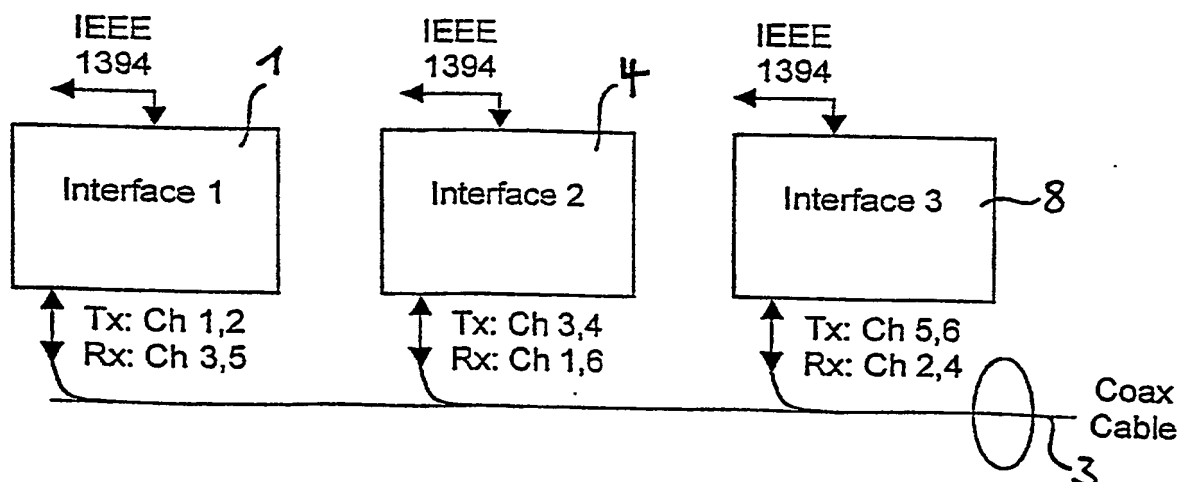 IEEE
1394
1
Interface 1
Tx: Ch 1,2
Rx: Ch 3,5
IEEE
1394
4
Interface 2
Tx: Ch 3,4
Rx: Ch 1,6
IEEE
1394
Interface 3
8
Tx: Ch 5,6
Rx: Ch 2,4
Coax
Cable
3